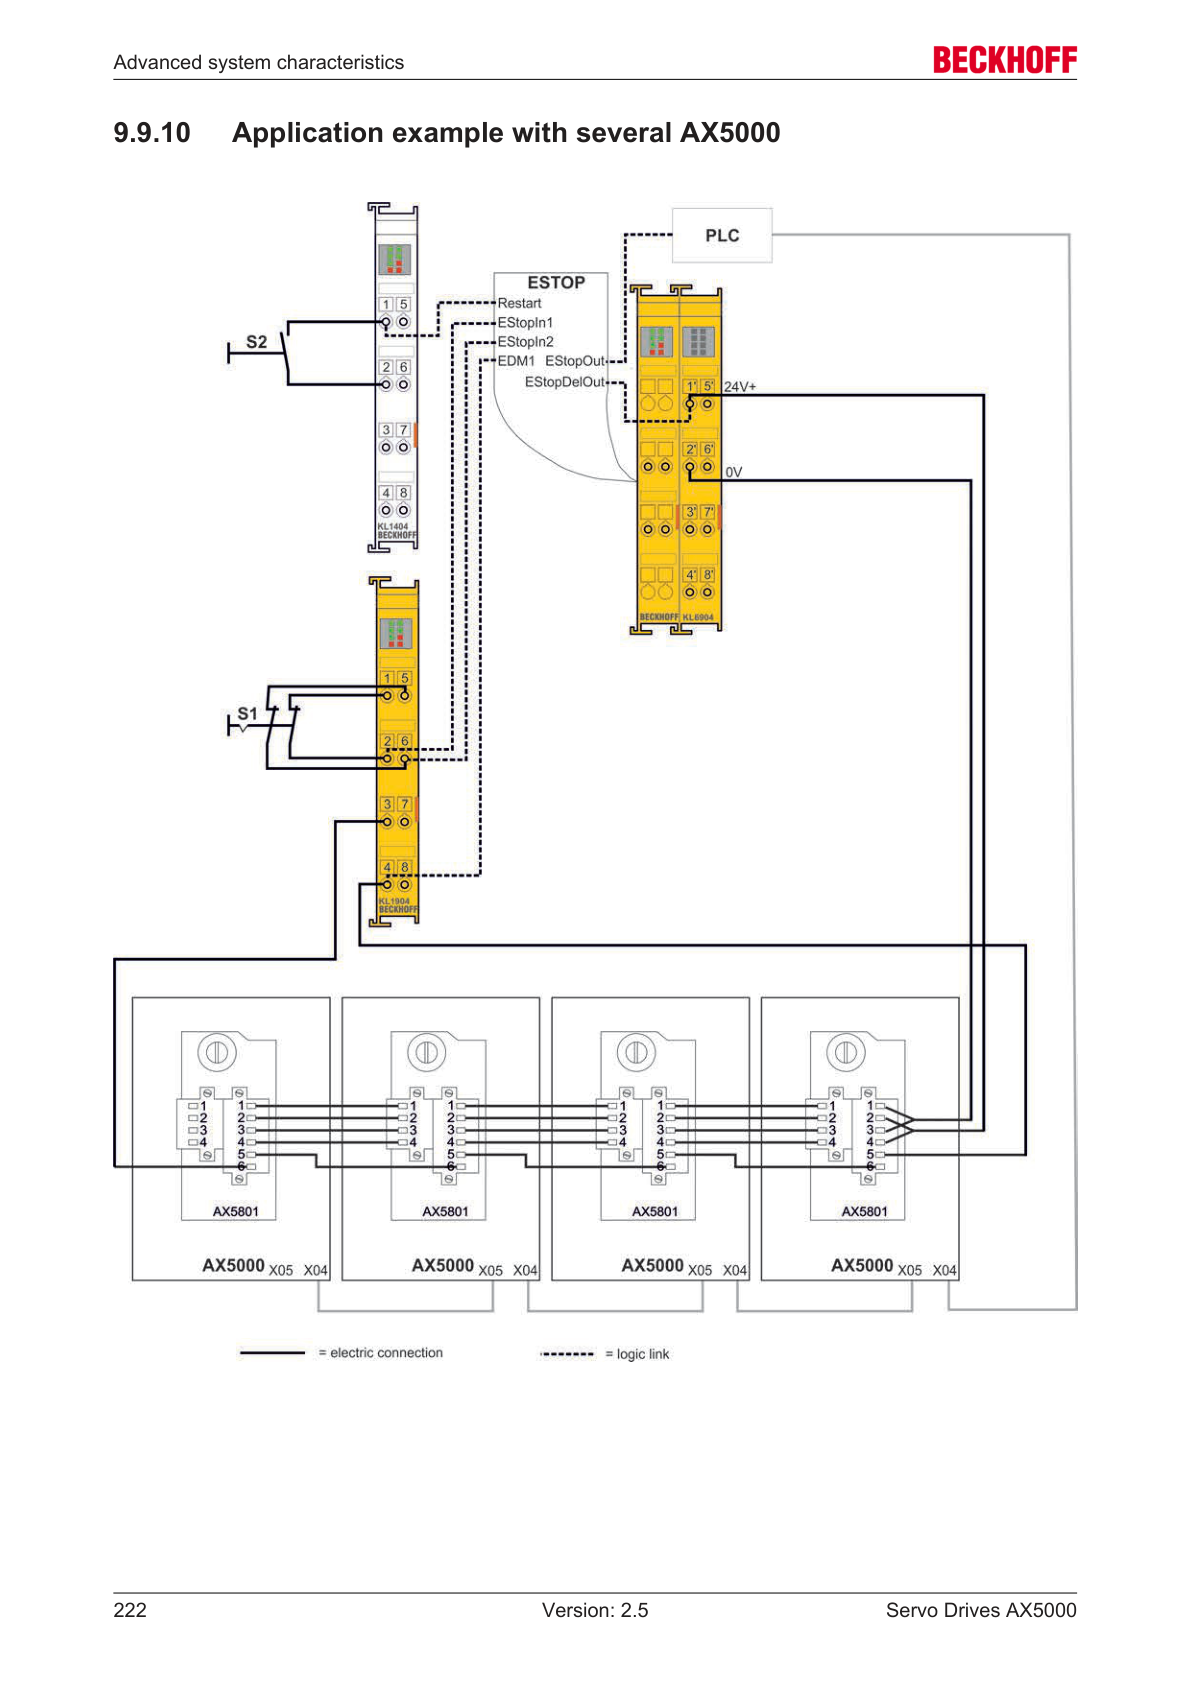 Advanced system characteristics
BECKHOFF
9.9.10 Application example with several AX5000
PLC
ESTOP
Restart
EStopIn1
EStopIn2
EDM1 EStopOut
EStopDelOut
S2
1 5
2 6
3 7
4 8
KL1404
BECKHOFF
1' 5' 24V+
2' 6'
0V
3' 7'
4' 8'
BECKHOFF KL6904
S1
1 5
2 6
3 7
4 8
KL1904
BECKHOFF
1 1 1 1 1 1 1 1
2 2 2 2 2 2 2 2
3 3 3 3 3 3 3 3
4 4 4 4 4 4 4 4
5 5 5 5
6 6 6 6
AX5801 AX5801 AX5801 AX5801
AX5000 X05 X04 AX5000 X05 X04 AX5000 X05 X04 AX5000 X05 X04
= electric connection = logic link
222 Version: 2.5 Servo Drives AX5000